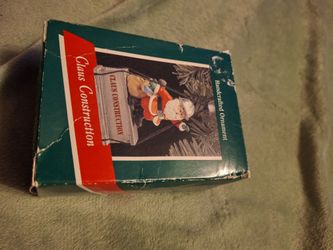 Claus Construction
CLAUS CONSTRUCTION
Handcrafted Ornament